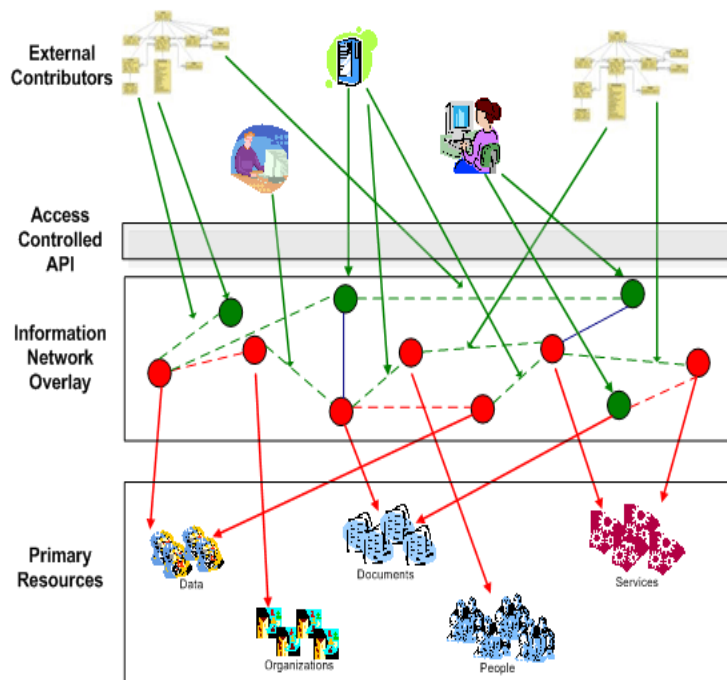 External
Contributors
Access
Controlled
API
Information
Network
Overlay
Primary
Resources
Data
Documents
Services
Organizations
People